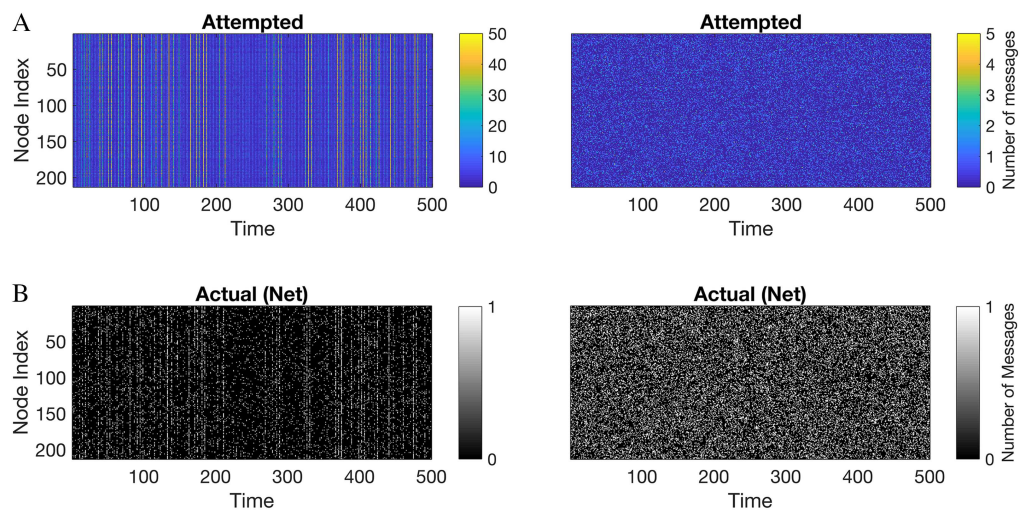 A
Attempted
Attempted
Node Index
50
100
150
200
100 200 300 400 500
Time
50
40
30
20
10
0
100 200 300 400 500
Time
5
4
3
2
1
0
Number of messages
B
Actual (Net)
Actual (Net)
Node Index
50
100
150
200
100 200 300 400 500
Time
1
0
100 200 300 400 500
Time
1
0
Number of Messages